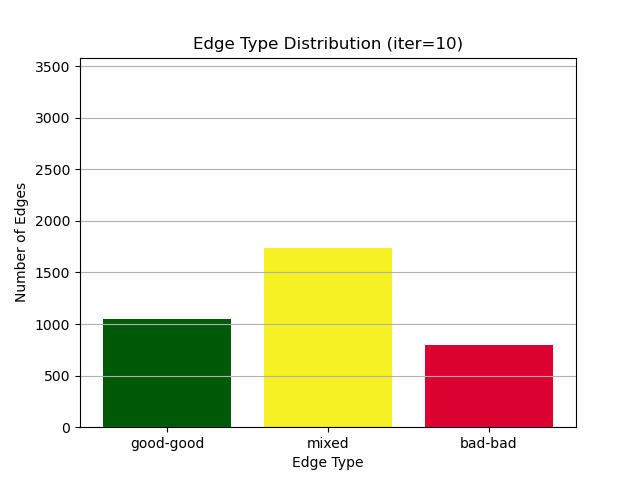 Edge Type Distribution (iter=10)
Number of Edges
3500
3000
2500
2000
1500
1000
500
0
good-good mixed bad-bad
Edge Type